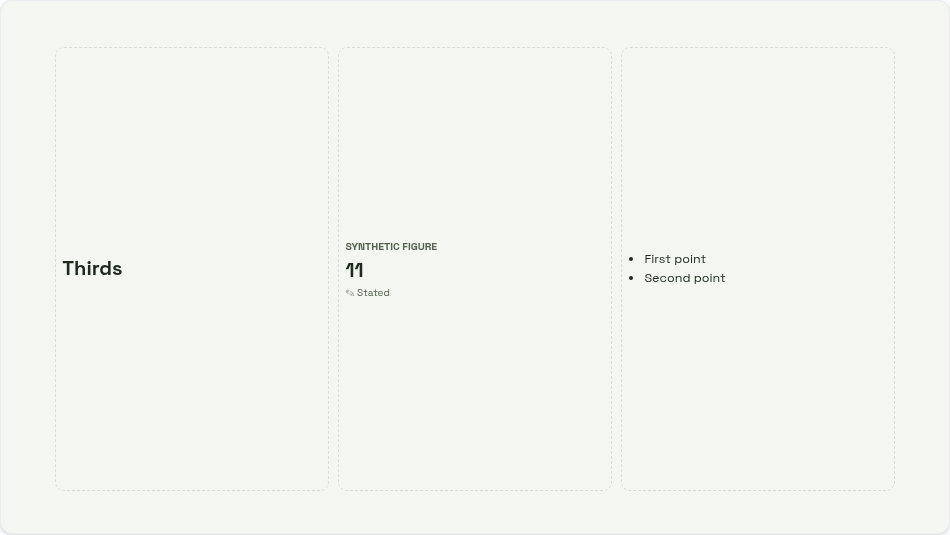 Thirds
SYNTHETIC FIGURE
11
✎ Stated
• First point
• Second point